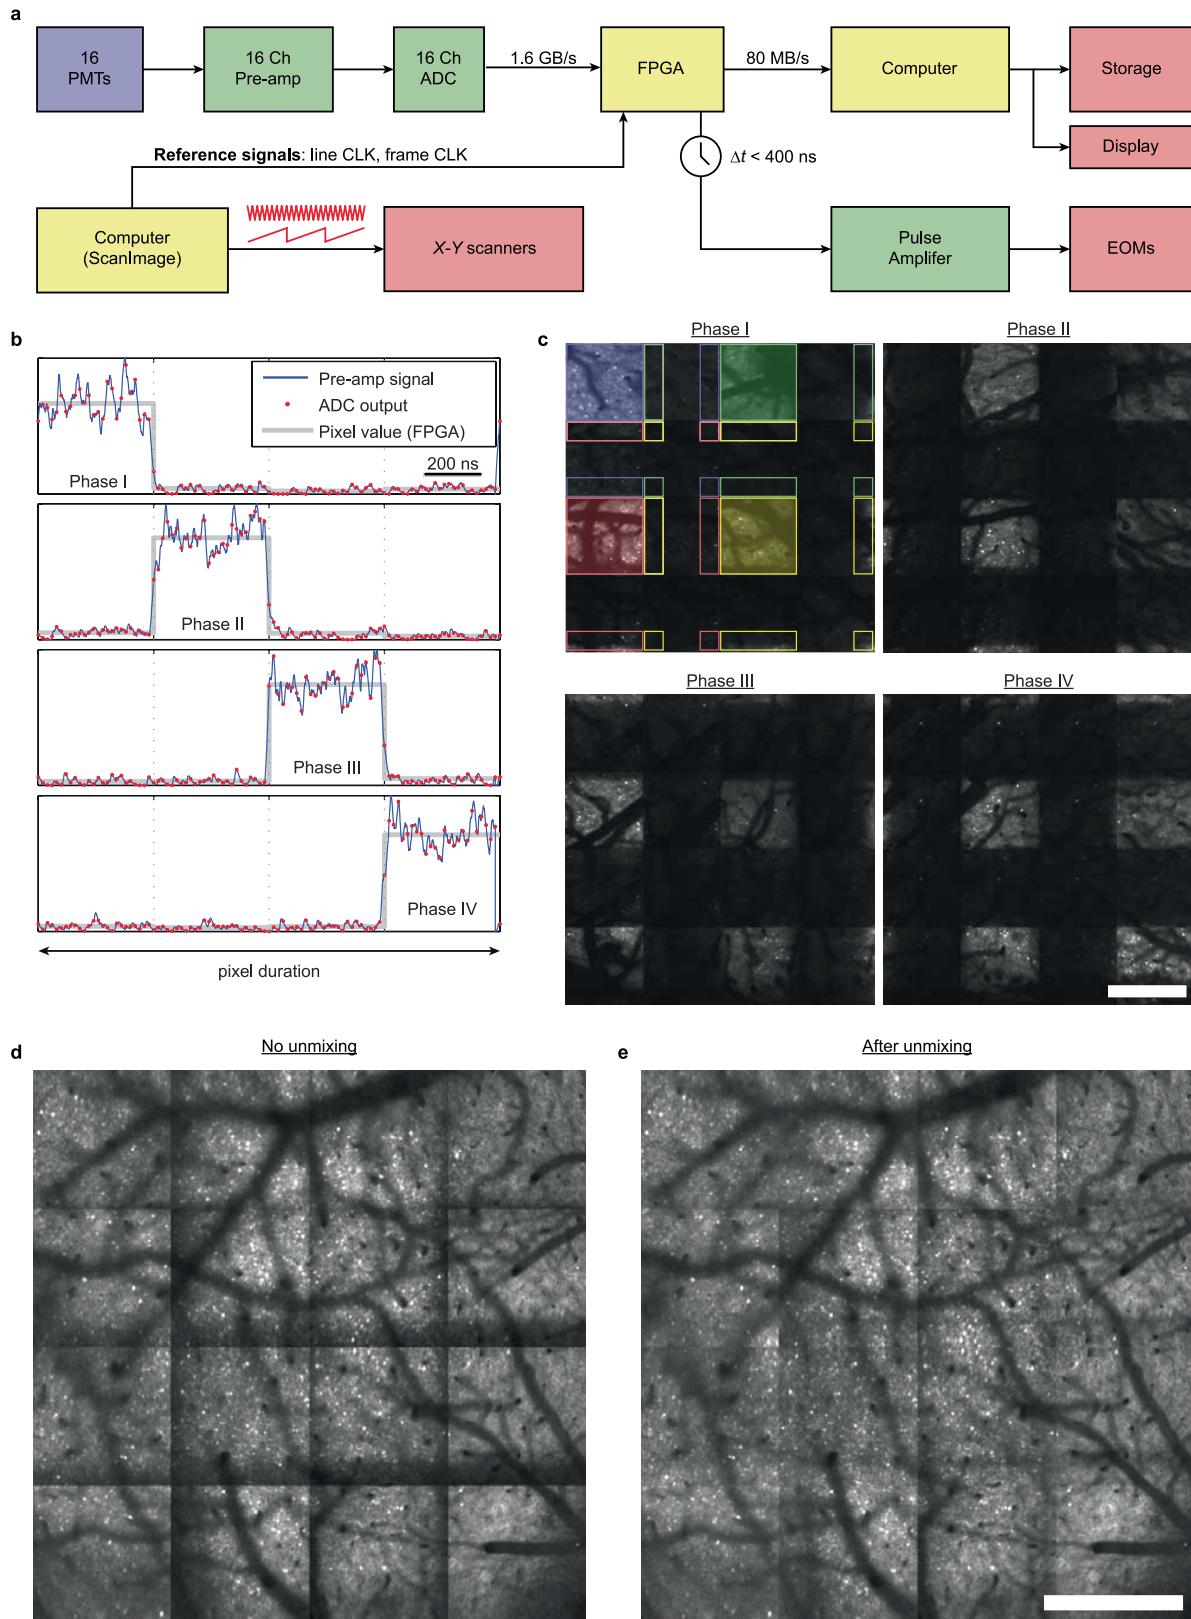 a
16
PMTs
16 Ch
Pre-amp
16 Ch
ADC
1.6 GB/s
FPGA
80 MB/s
Computer
Storage
Display
Reference signals: line CLK, frame CLK
Δt < 400 ns
Computer
(ScanImage)
X-Y scanners
Pulse
Amplifer
EOMs
b
Pre-amp signal
ADC output
Pixel value (FPGA)
200 ns
Phase I
Phase II
Phase III
Phase IV
pixel duration
c
Phase I
Phase II
Phase III
Phase IV
d
No unmixing
e
After unmixing